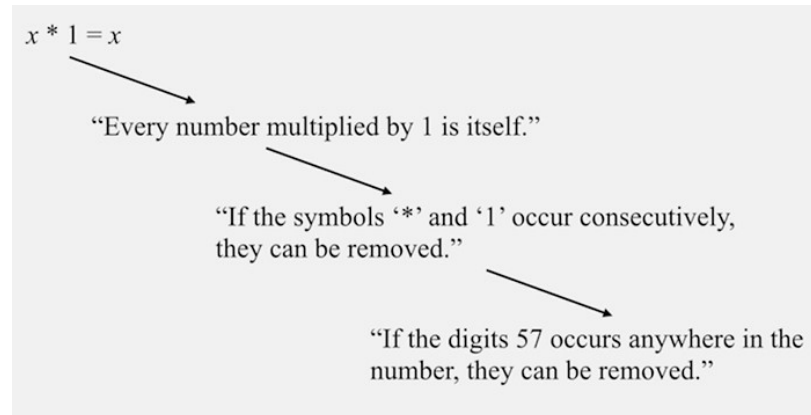 x * 1 = x
“Every number multiplied by 1 is itself.”
“If the symbols ‘*’ and ‘1’ occur consecutively,
they can be removed.”
“If the digits 57 occurs anywhere in the
number, they can be removed.”